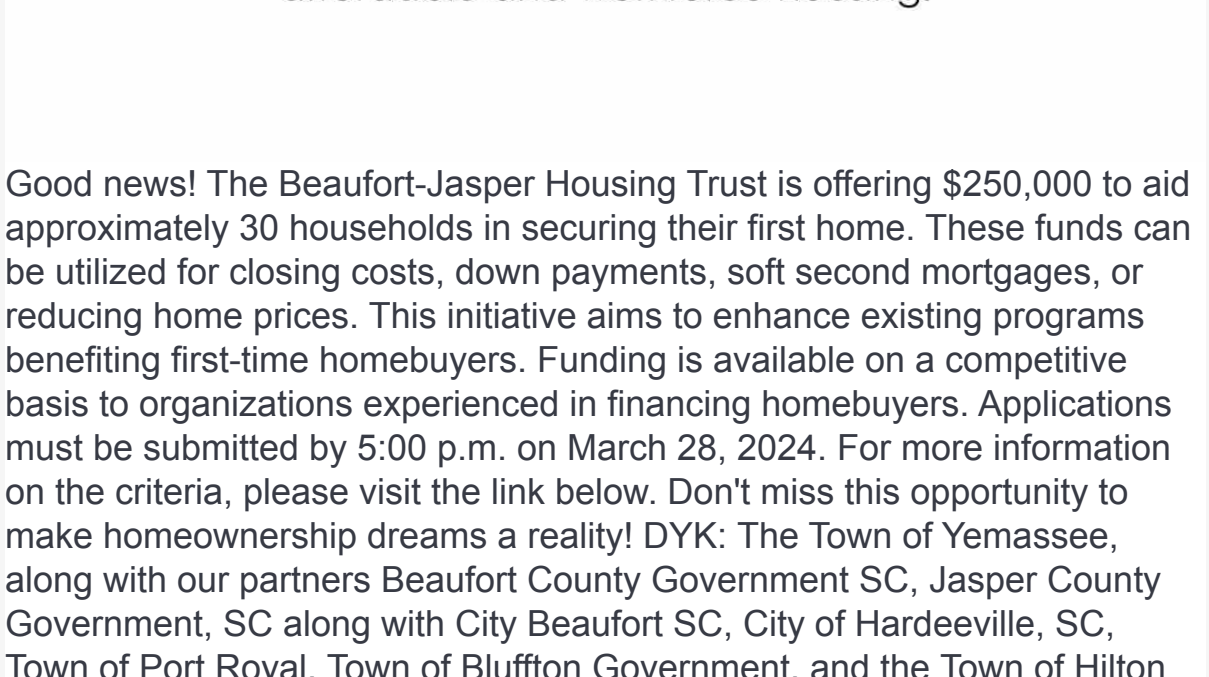 Good news! The Beaufort-Jasper Housing Trust is offering $250,000 to aid
approximately 30 households in securing their first home. These funds can
be utilized for closing costs, down payments, soft second mortgages, or
reducing home prices. This initiative aims to enhance existing programs
benefiting first-time homebuyers. Funding is available on a competitive
basis to organizations experienced in financing homebuyers. Applications
must be submitted by 5:00 p.m. on March 28, 2024. For more information
on the criteria, please visit the link below. Don't miss this opportunity to
make homeownership dreams a reality! DYK: The Town of Yemassee,
along with our partners Beaufort County Government SC, Jasper County
Government, SC along with City Beaufort SC, City of Hardeeville, SC,
Town of Port Royal, Town of Bluffton Government, and the Town of Hilton